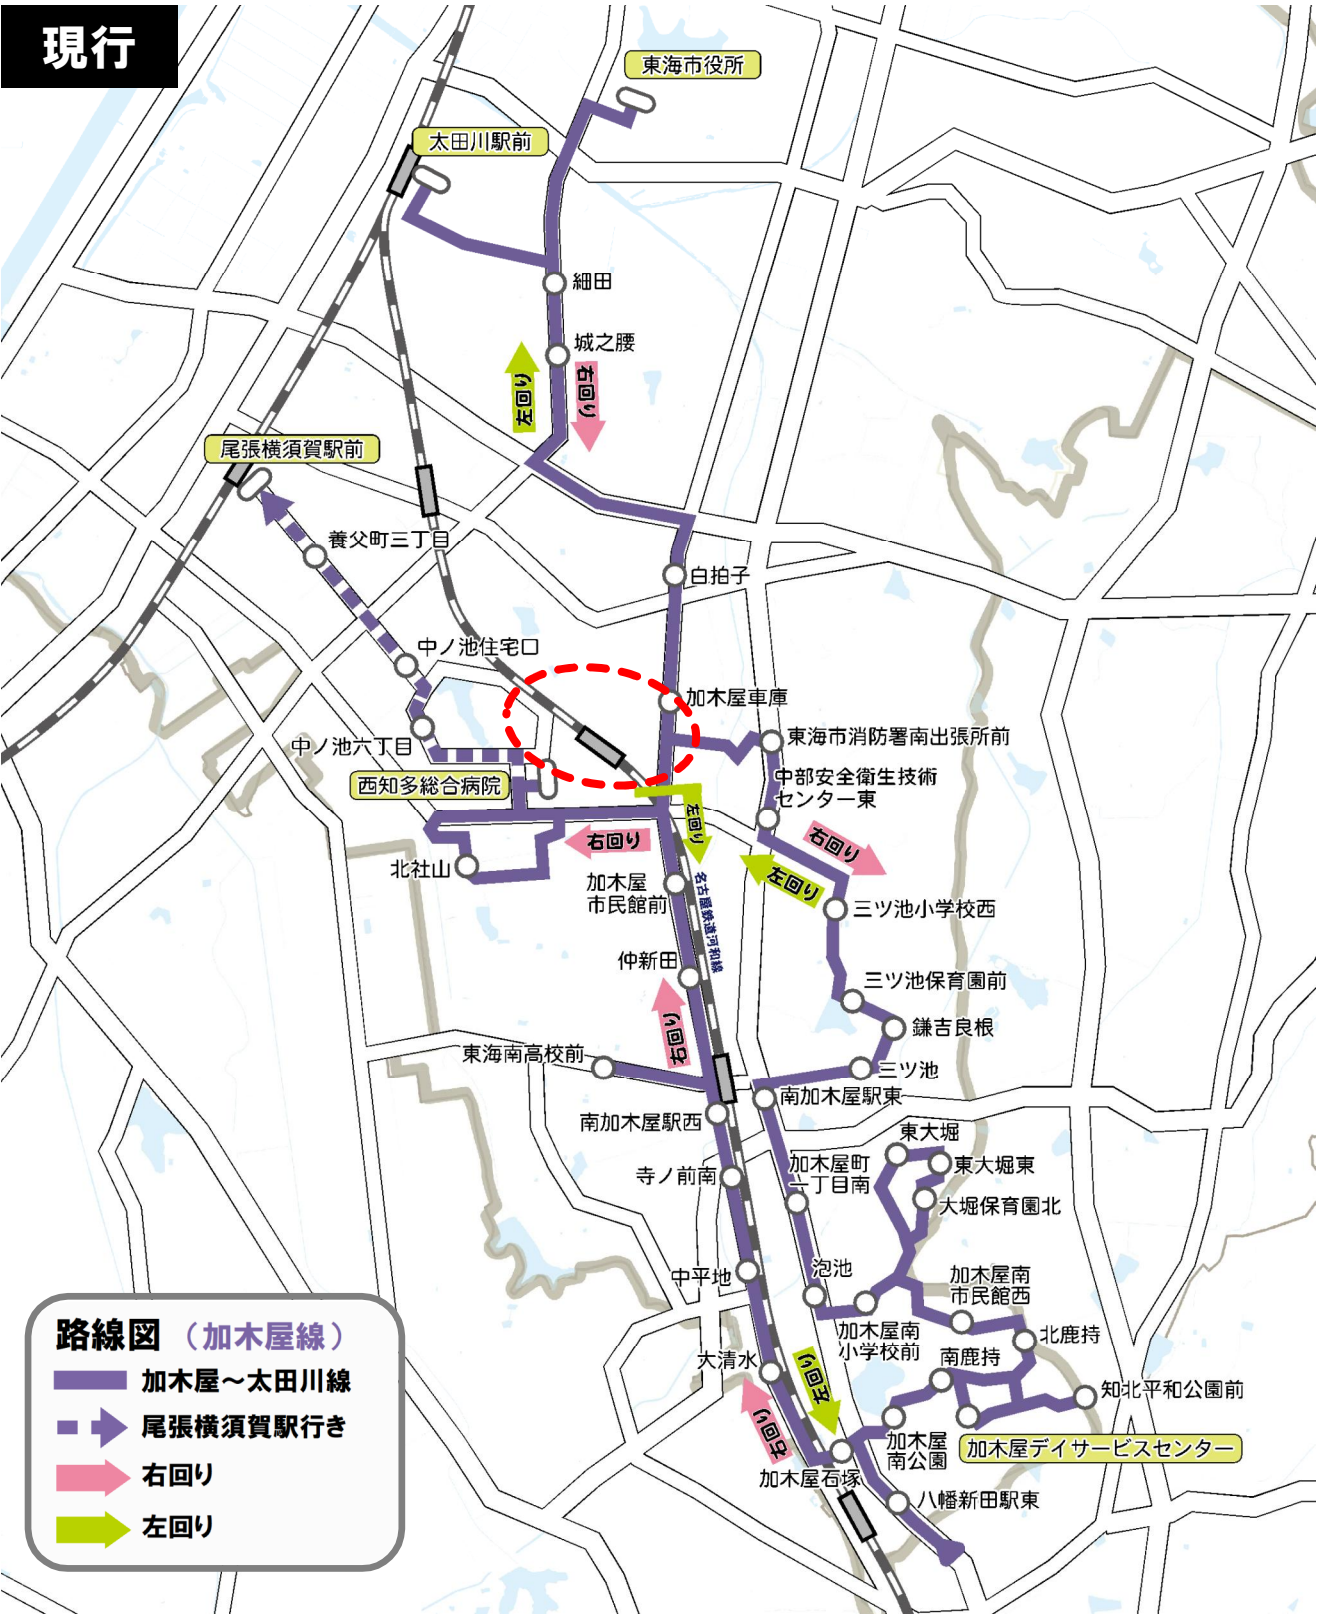 現行
東海市役所
太田川駅前
細田
城之腰
左回り
右回り
尾張横須賀駅前
養父町三丁目
白拍子
中ノ池住宅口
加木屋車庫
中ノ池六丁目
東海市消防署南出張所前
西知多総合病院
中部安全衛生技術
センター東
左回り
右回り
右回り
左回り
北社山
加木屋
市民館前
名古屋鉄道河和線
三ツ池小学校西
仲新田
三ツ池保育園前
右回り
鎌吉良根
東海南高校前
三ツ池
南加木屋駅東
南加木屋駅西
東大堀
加木屋町
一丁目南
東大堀東
寺ノ前南
大堀保育園北
中平地
泡池
加木屋南
市民館西
加木屋南
小学校前
北鹿持
大清水
南鹿持
左回り
知北平和公園前
右回り
加木屋
南公園
加木屋デイサービスセンター
加木屋石塚
八幡新田駅東
路線図（加木屋線）
加木屋～太田川線
尾張横須賀駅行き
右回り
左回り